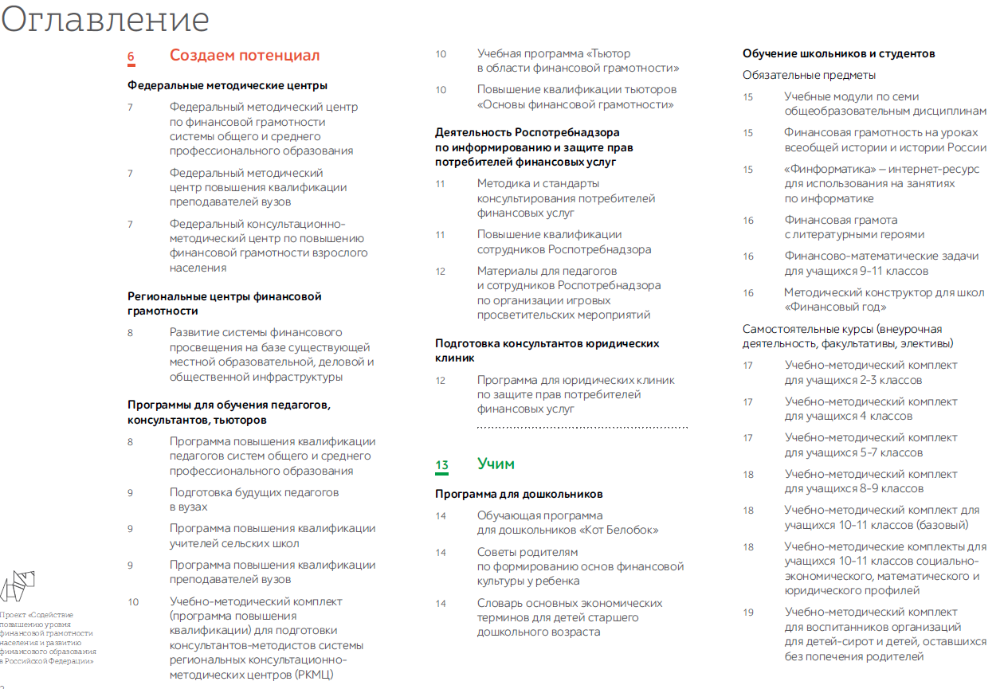 Оглавление
6 Создаем потенциал
Федеральные методические центры
7 Федеральный методический центр
по финансовой грамотности
системы общего и среднего
профессионального образования
7 Федеральный методический
центр повышения квалификации
преподавателей вузов
7 Федеральный консультационно-
методический центр по повышению
финансовой грамотности взрослого
населения
Региональные центры финансовой
грамотности
8 Развитие системы финансового
просвещения на базе существующей
местной образовательной, деловой и
общественной инфраструктуры
Программы для обучения педагогов,
консультантов, тьюторов
8 Программа повышения квалификации
педагогов систем общего и среднего
профессионального образования
9 Подготовка будущих педагогов
в вузах
9 Программа повышения квалификации
учителей сельских школ
9 Программа повышения квалификации
преподавателей вузов
10 Учебно-методический комплект
(программа повышения
квалификации) для подготовки
консультантов-методистов системы
региональных консультационно-
методических центров (РКМЦ)
10 Учебная программа «Тьютор
в области финансовой грамотности»
10 Повышение квалификации тьюторов
«Основы финансовой грамотности»
Деятельность Роспотребнадзора
по информированию и защите прав
потребителей финансовых услуг
11 Методика и стандарты
консультирования потребителей
финансовых услуг
11 Повышение квалификации
сотрудников Роспотребнадзора
12 Материалы для педагогов
и сотрудников Роспотребнадзора
по организации игровых
просветительских мероприятий
Подготовка консультантов юридических
клиник
12 Программа для юридических клиник
по защите прав потребителей
финансовых услуг
13 Учим
Программа для дошкольников
14 Обучающая программа
для дошкольников «Кот Белобок»
14 Советы родителям
по формированию основ финансовой
культуры у ребенка
14 Словарь основных экономических
терминов для детей старшего
дошкольного возраста
Обучение школьников и студентов
Обязательные предметы
15 Учебные модули по семи
общеобразовательным дисциплинам
15 Финансовая грамотность на уроках
всеобщей истории и истории России
15 «Финформатика» – интернет-ресурс
для использования на занятиях
по информатике
16 Финансовая грамота
с литературными героями
16 Финансово-математические задачи
для учащихся 9-11 классов
16 Методический конструктор для школ
«Финансовый год»
Самостоятельные курсы (внеурочная
деятельность, факультативы, элективы)
17 Учебно-методический комплект
для учащихся 2-3 классов
17 Учебно-методический комплект
для учащихся 4 классов
17 Учебно-методический комплект
для учащихся 5-7 классов
18 Учебно-методический комплект
для учащихся 8-9 классов
18 Учебно-методический комплект для
учащихся 10-11 классов (базовый)
18 Учебно-методические комплекты для
учащихся 10-11 классов социально-
экономического, математического и
юридического профилей
19 Учебно-методический комплект
для воспитанников организаций
для детей-сирот и детей, оставшихся
без попечения родителей
Проект «Содействие
повышению уровня
финансовой грамотности
населения и развитию
финансового образования
в Российской Федерации»